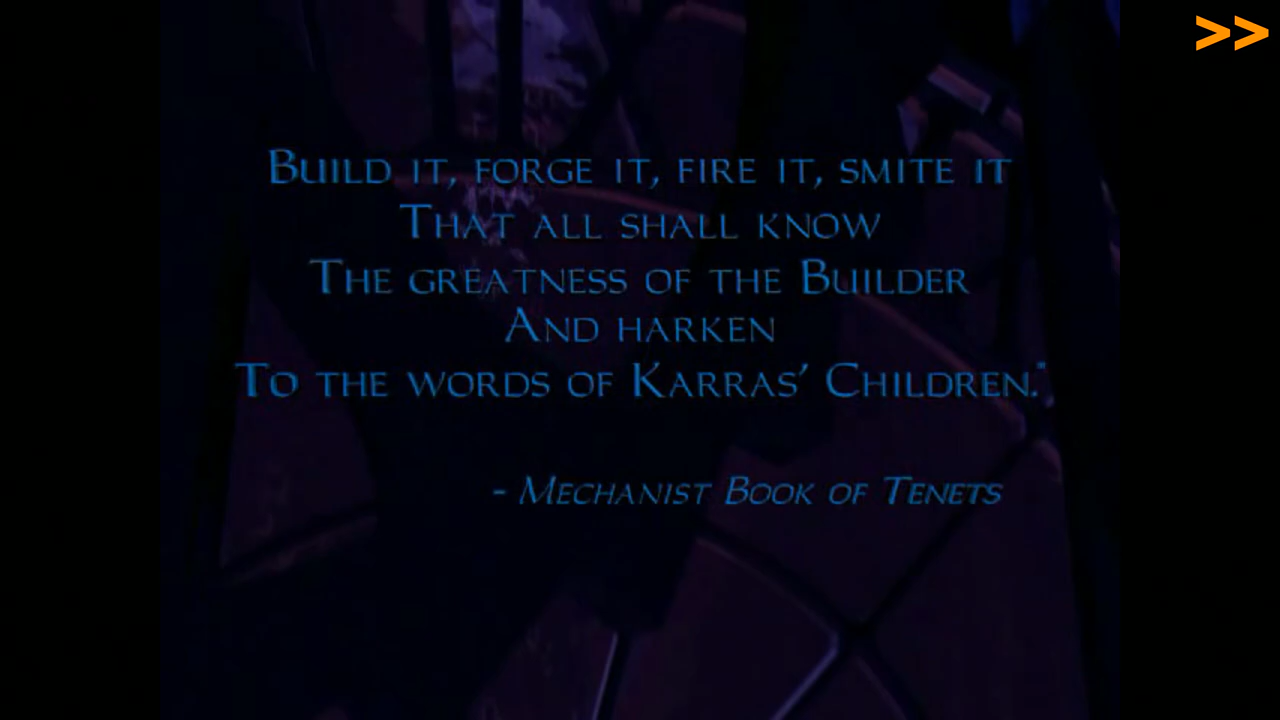 >>
Build it, forge it, fire it, smite it
That all shall know
The greatness of the Builder
And harken
To the words of Karras’ Children."
- Mechanist Book of Tenets